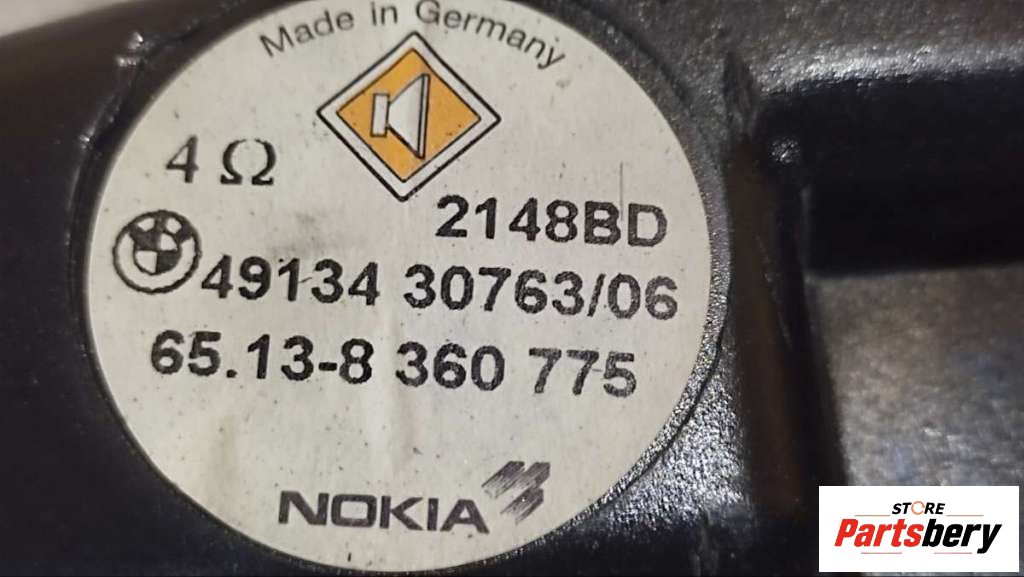 Made in Germany
4 Ω
2148BD
49134 30763/06
65.13-8 360 775
NOKIA
STORE
Partsbery